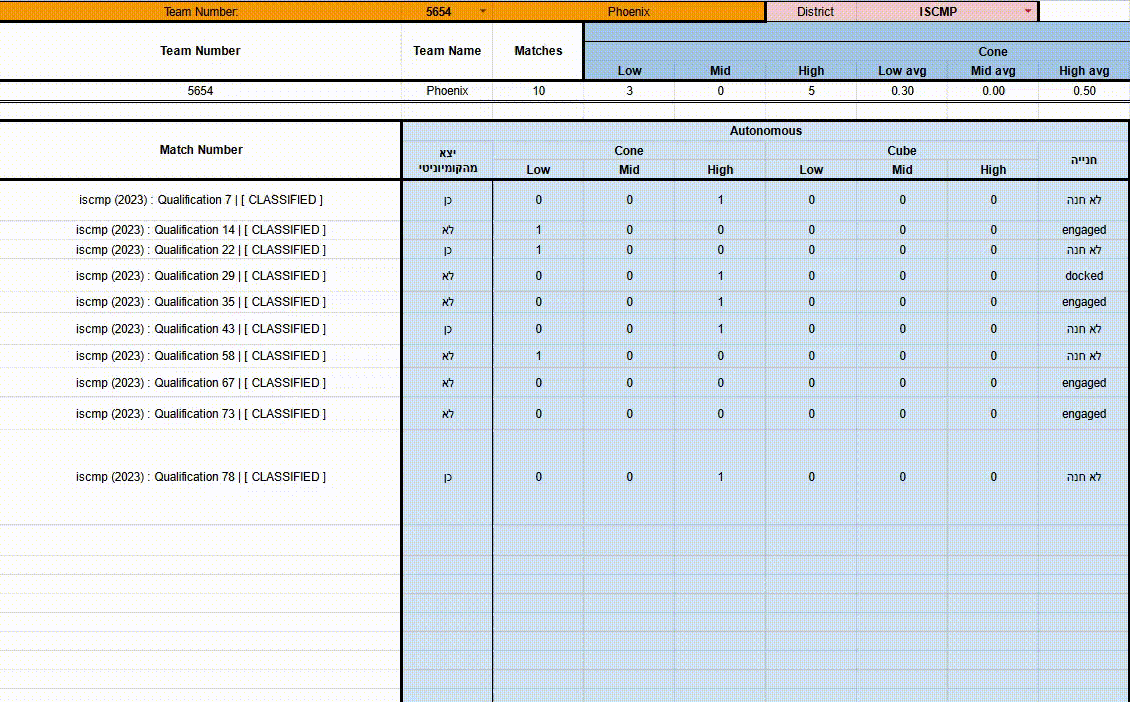 Team Number: 5654 Phoenix District ISCMP
Team Number Team Name Matches Cone
Low Mid High Low avg Mid avg High avg
5654 Phoenix 10 3 0 5 0.30 0.00 0.50
Autonomous
Match Number יצא מהקומיוניטי Cone Cube חנייה
Low Mid High Low Mid High
iscmp (2023) : Qualification 7 | [ CLASSIFIED ] כן 0 0 1 0 0 0 לא חנה
iscmp (2023) : Qualification 14 | [ CLASSIFIED ] לא 1 0 0 0 0 0 engaged
iscmp (2023) : Qualification 22 | [ CLASSIFIED ] כן 1 0 0 0 0 0 לא חנה
iscmp (2023) : Qualification 29 | [ CLASSIFIED ] לא 0 0 1 0 0 0 docked
iscmp (2023) : Qualification 35 | [ CLASSIFIED ] לא 0 0 1 0 0 0 engaged
iscmp (2023) : Qualification 43 | [ CLASSIFIED ] כן 0 0 1 0 0 0 לא חנה
iscmp (2023) : Qualification 58 | [ CLASSIFIED ] לא 1 0 0 0 0 0 לא חנה
iscmp (2023) : Qualification 67 | [ CLASSIFIED ] לא 0 0 0 0 0 0 engaged
iscmp (2023) : Qualification 73 | [ CLASSIFIED ] לא 0 0 0 0 0 0 engaged
iscmp (2023) : Qualification 78 | [ CLASSIFIED ] כן 0 0 1 0 0 0 לא חנה